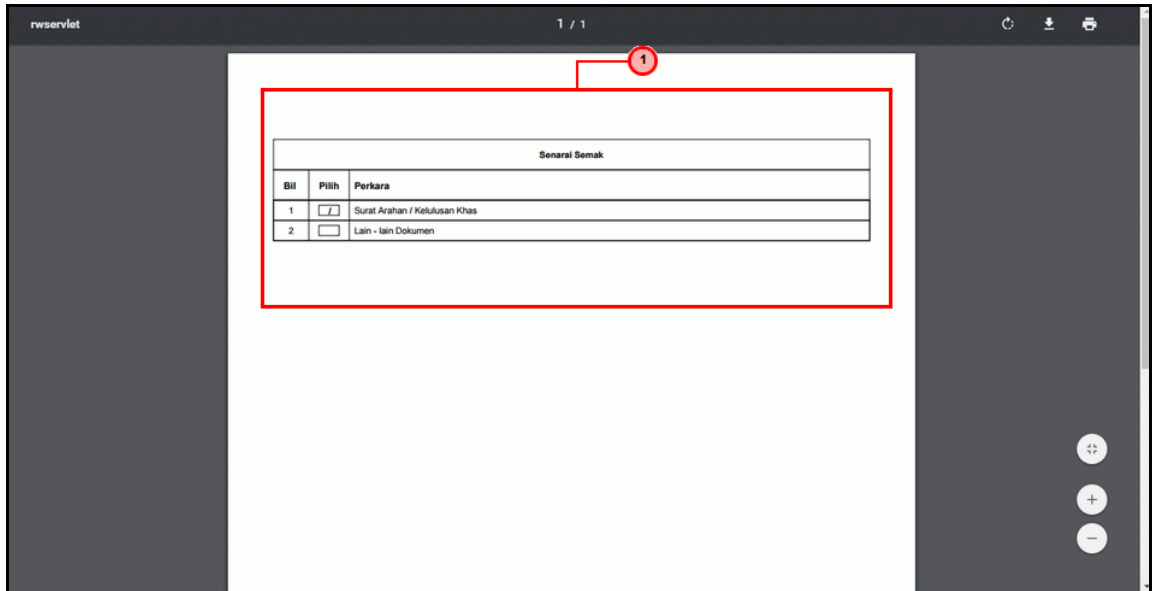 rwservlet 1 / 1
1
Senarai Semak
Bil Pilih Perkara
1 / Surat Arahan / Kelulusan Khas
2 Lain - lain Dokumen